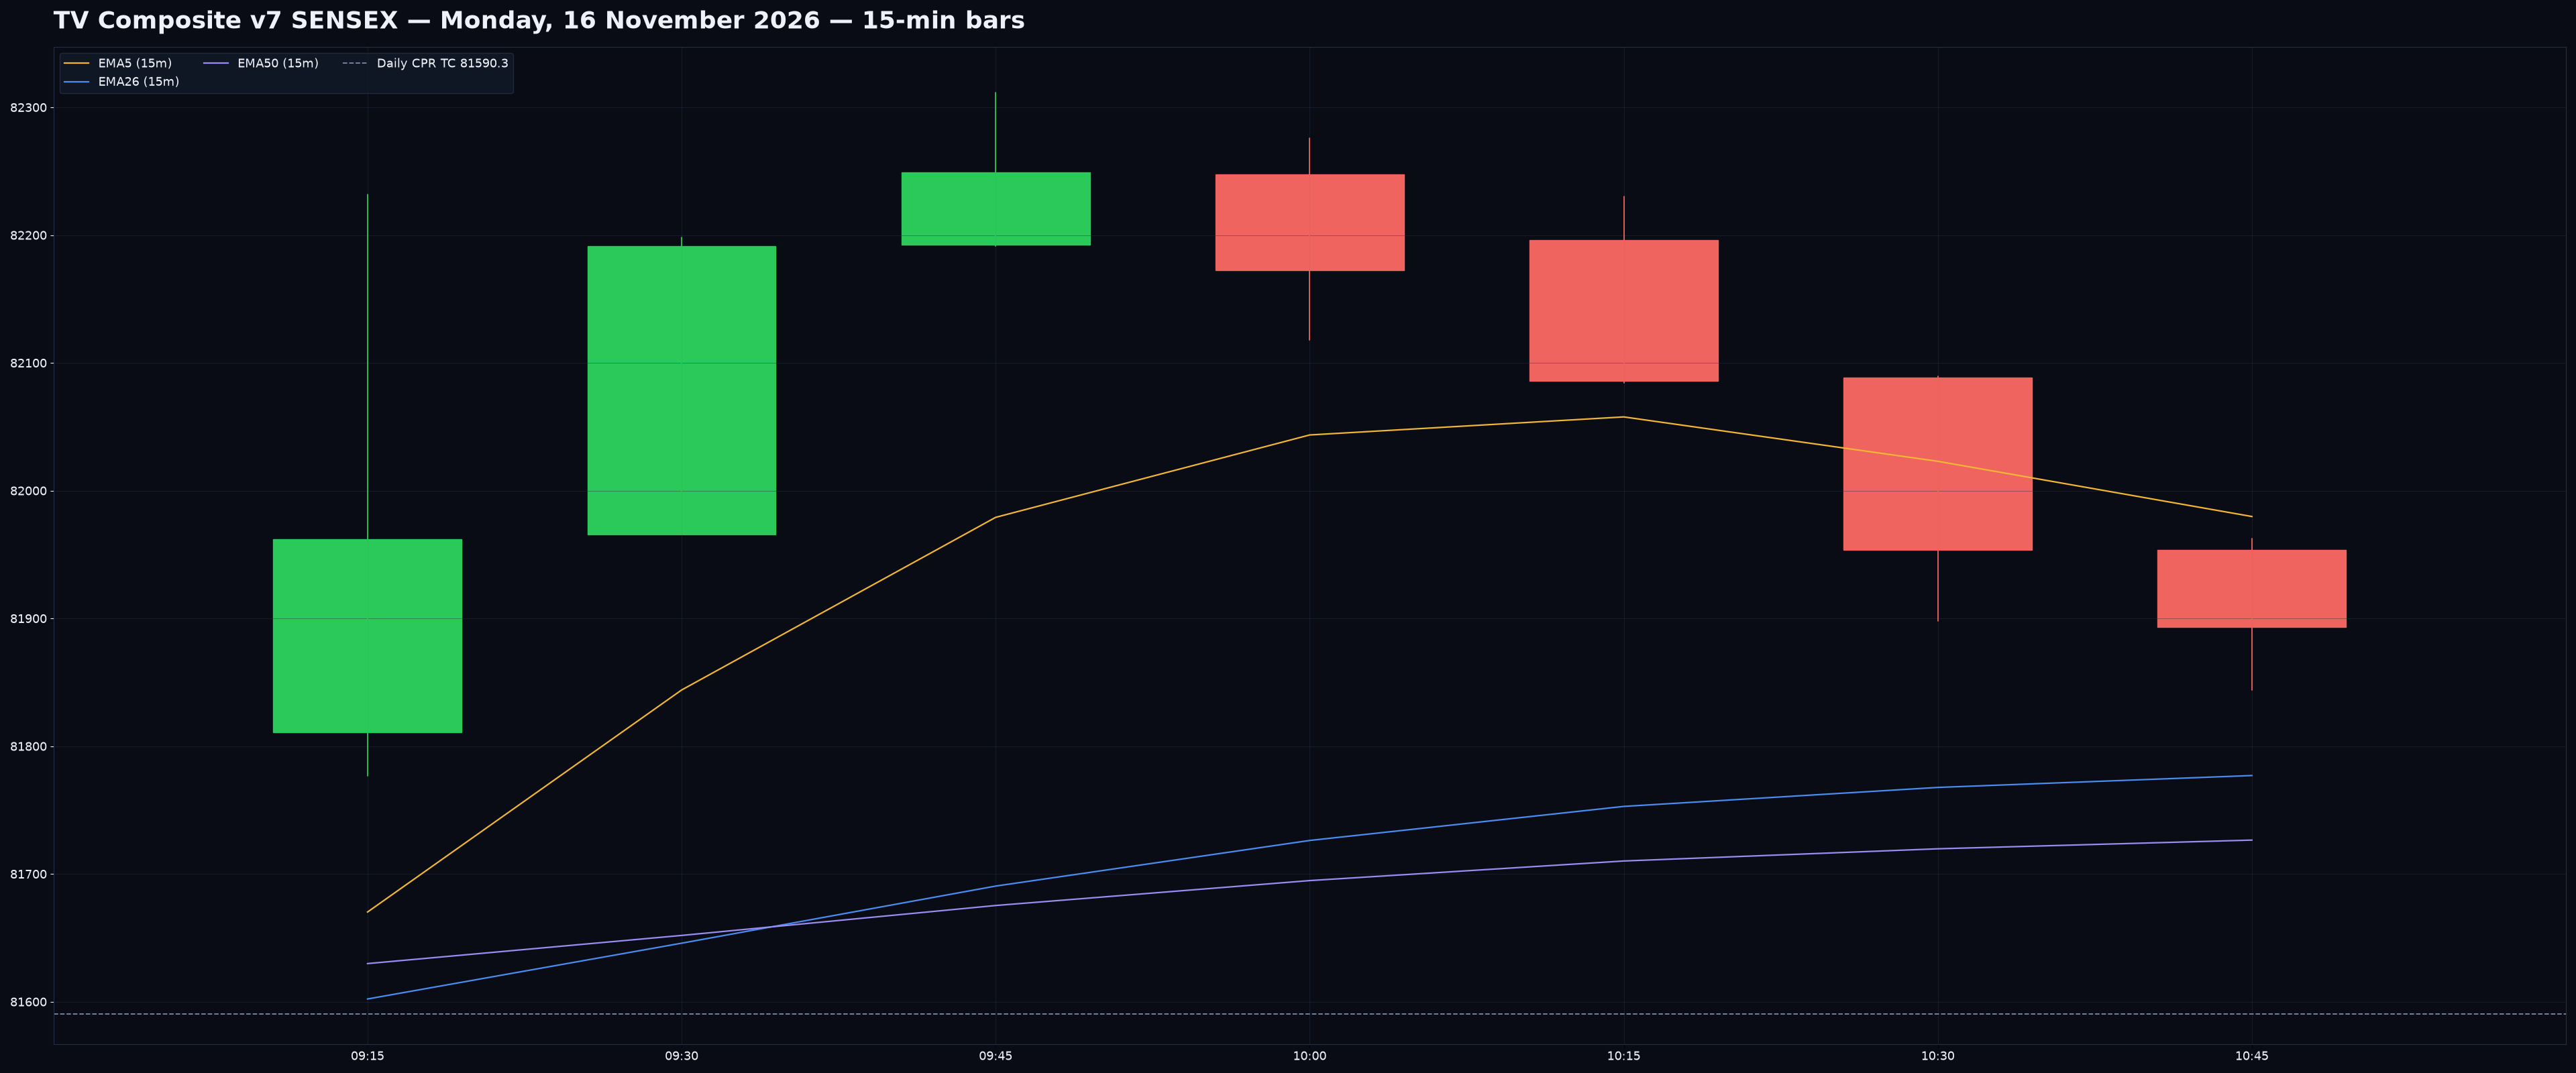 TV Composite v7 SENSEX — Monday, 16 November 2026 — 15-min bars
EMA5 (15m) EMA50 (15m) Daily CPR TC 81590.3
EMA26 (15m)
82300
82200
82100
82000
81900
81800
81700
81600
09:15 09:30 09:45 10:00 10:15 10:30 10:45